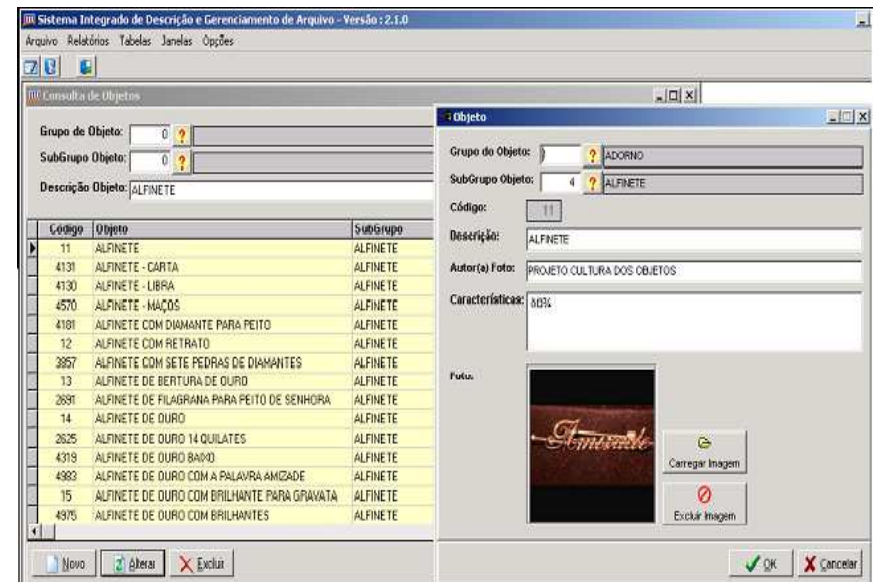 Sistema Integrado de Descrição e Gerenciamento de Arquivo - Versão : 2.1.0
Arquivo Relatórios Tabelas Janelas Opções
Consulta de Objetos
Grupo de Objeto: 0 ?
SubGrupo Objeto: 0 ?
Descrição Objeto: ALFINETE
Código Objeto SubGrupo
11 ALFINETE ALFINETE
4131 ALFINETE - CARTA ALFINETE
4130 ALFINETE - LIBRA ALFINETE
4570 ALFINETE - MAÇOS ALFINETE
4181 ALFINETE COM DIAMANTE PARA PEITO ALFINETE
12 ALFINETE COM RETRATO ALFINETE
3957 ALFINETE COM SETE PEDRAS DE DIAMANTES ALFINETE
13 ALFINETE DE BERTURA DE OURO ALFINETE
2691 ALFINETE DE FILAGRANA PARA PEITO DE SENHORA ALFINETE
14 ALFINETE DE OURO ALFINETE
2625 ALFINETE DE OURO 14 QUILATES ALFINETE
4319 ALFINETE DE OURO BAIXO ALFINETE
4983 ALFINETE DE OURO COM A PALAVRA AMIZADE ALFINETE
15 ALFINETE DE OURO COM BRILHANTE PARA GRAVATA ALFINETE
4975 ALFINETE DE OURO COM BRILHANTES ALFINETE
Novo Alterar Excluir
Objeto
Grupo do Objeto: ? ADORNO
SubGrupo Objeto: 4 ? ALFINETE
Código: 11
Descrição: ALFINETE
Autor(a) Foto: PROJETO CULTURA DOS OBJETOS
Características:
Foto:
Carregar Imagem
Excluir Imagem
OK Cancelar